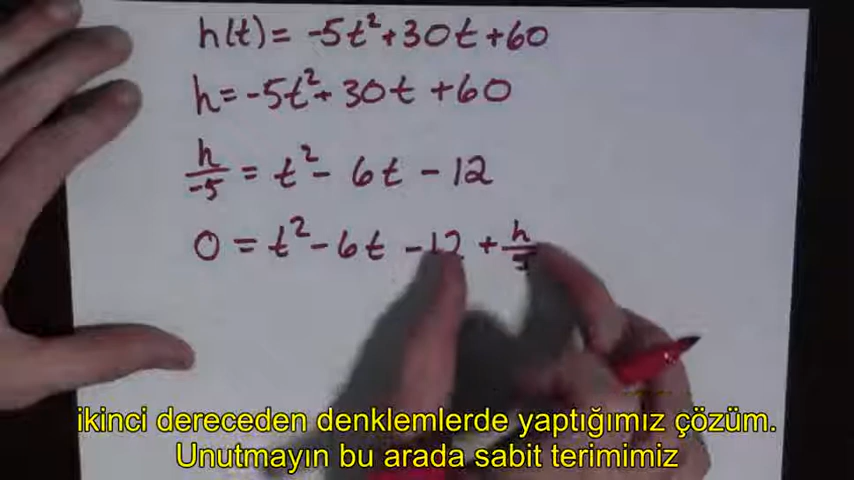 h(t) = -5t²+30t+60
h = -5t²+30t+60
h/-5 = t²-6t-12
0 = t²-6t-12+h/5
ikinci dereceden denklemlerde yaptığımız çözüm.
Unutmayın bu arada sabit terimimiz